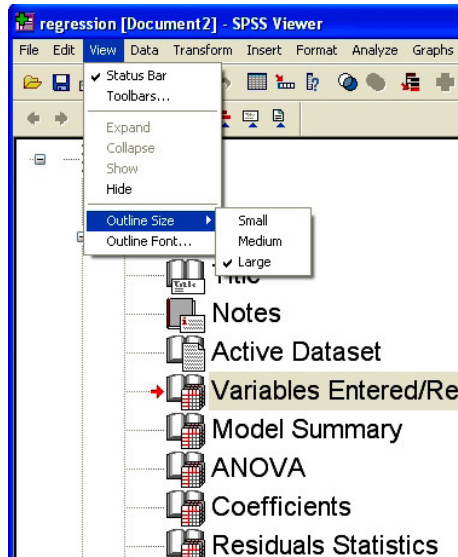 regression [Document2] - SPSS Viewer
File Edit View Data Transform Insert Format Analyze Graphs
Status Bar
Toolbars...
Expand
Collapse
Show
Hide
Outline Size
Outline Font...
Small
Medium
Large
Title
Title
Notes
Active Dataset
Variables Entered/Re
Model Summary
ANOVA
Coefficients
Residuals Statistics